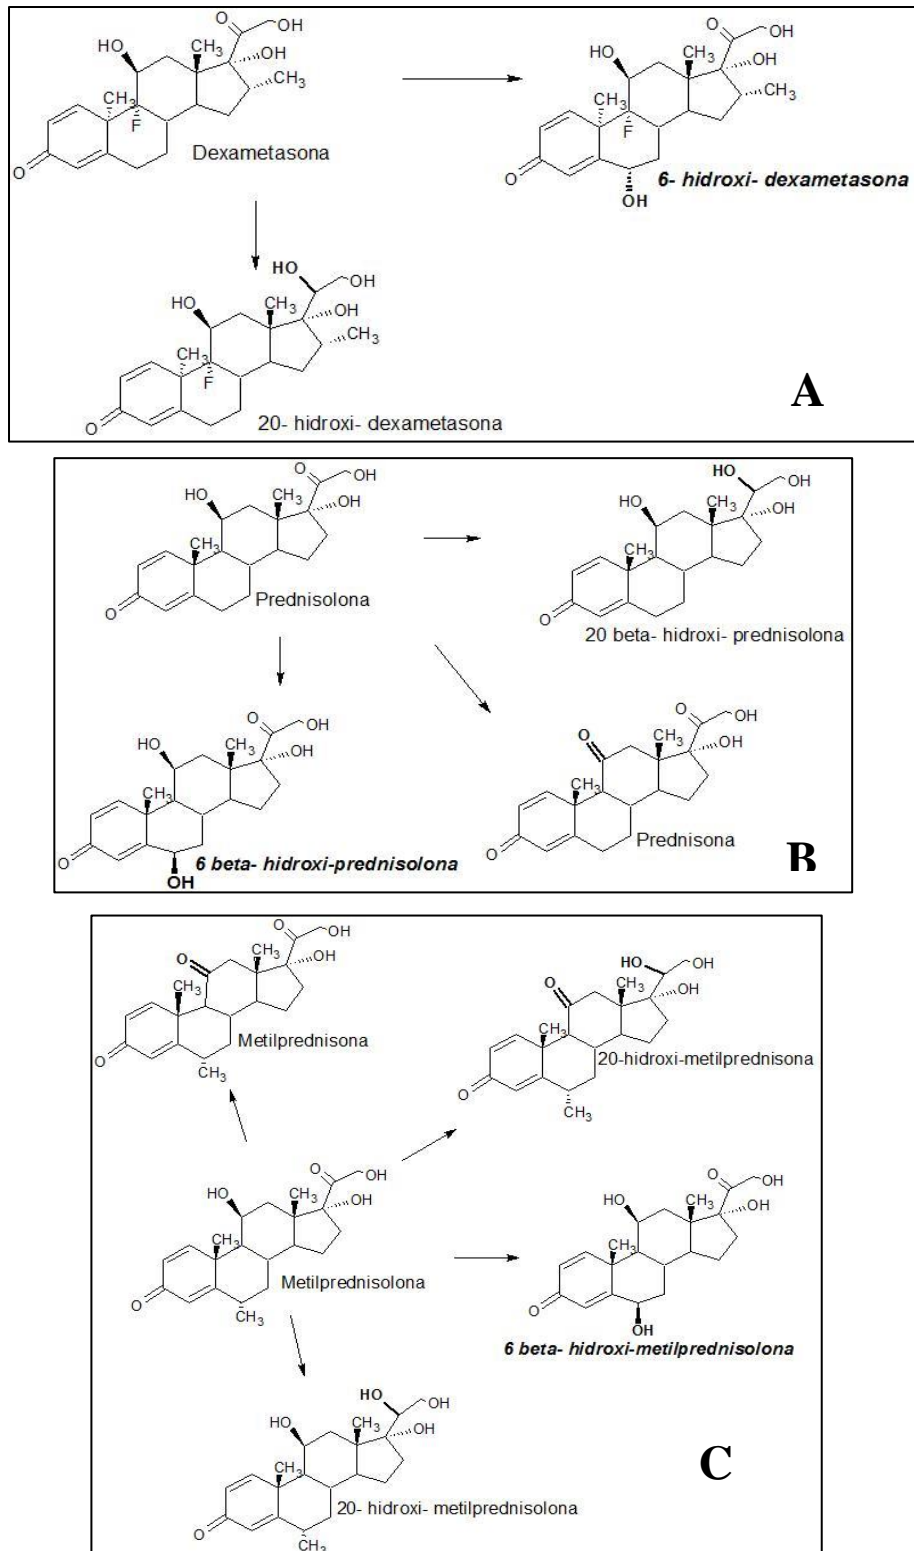 O
OH
HO
CH3
OH
CH3
CH3
F
O
Dexametasona
O
OH
HO
CH3
OH
CH3
CH3
F
O
OH
6- hidroxi- dexametasona
HO
OH
HO
CH3
OH
CH3
CH3
F
O
20- hidroxi- dexametasona
A
O
OH
HO
CH3
OH
CH3
O
Prednisolona
HO
OH
HO
CH3
OH
CH3
O
20 beta- hidroxi- prednisolona
O
OH
HO
CH3
OH
CH3
O
OH
6 beta- hidroxi-prednisolona
O
OH
O
CH3
OH
CH3
O
Prednisona
B
O
OH
O
CH3
OH
CH3
O
CH3
Metilprednisona
HO
OH
O
CH3
OH
CH3
O
CH3
20-hidroxi-metilprednisona
O
OH
HO
CH3
OH
CH3
O
CH3
Metilprednisolona
O
OH
HO
CH3
OH
CH3
O
OH
6 beta- hidroxi-metilprednisolona
HO
OH
HO
CH3
OH
CH3
O
CH3
20- hidroxi- metilprednisolona
C